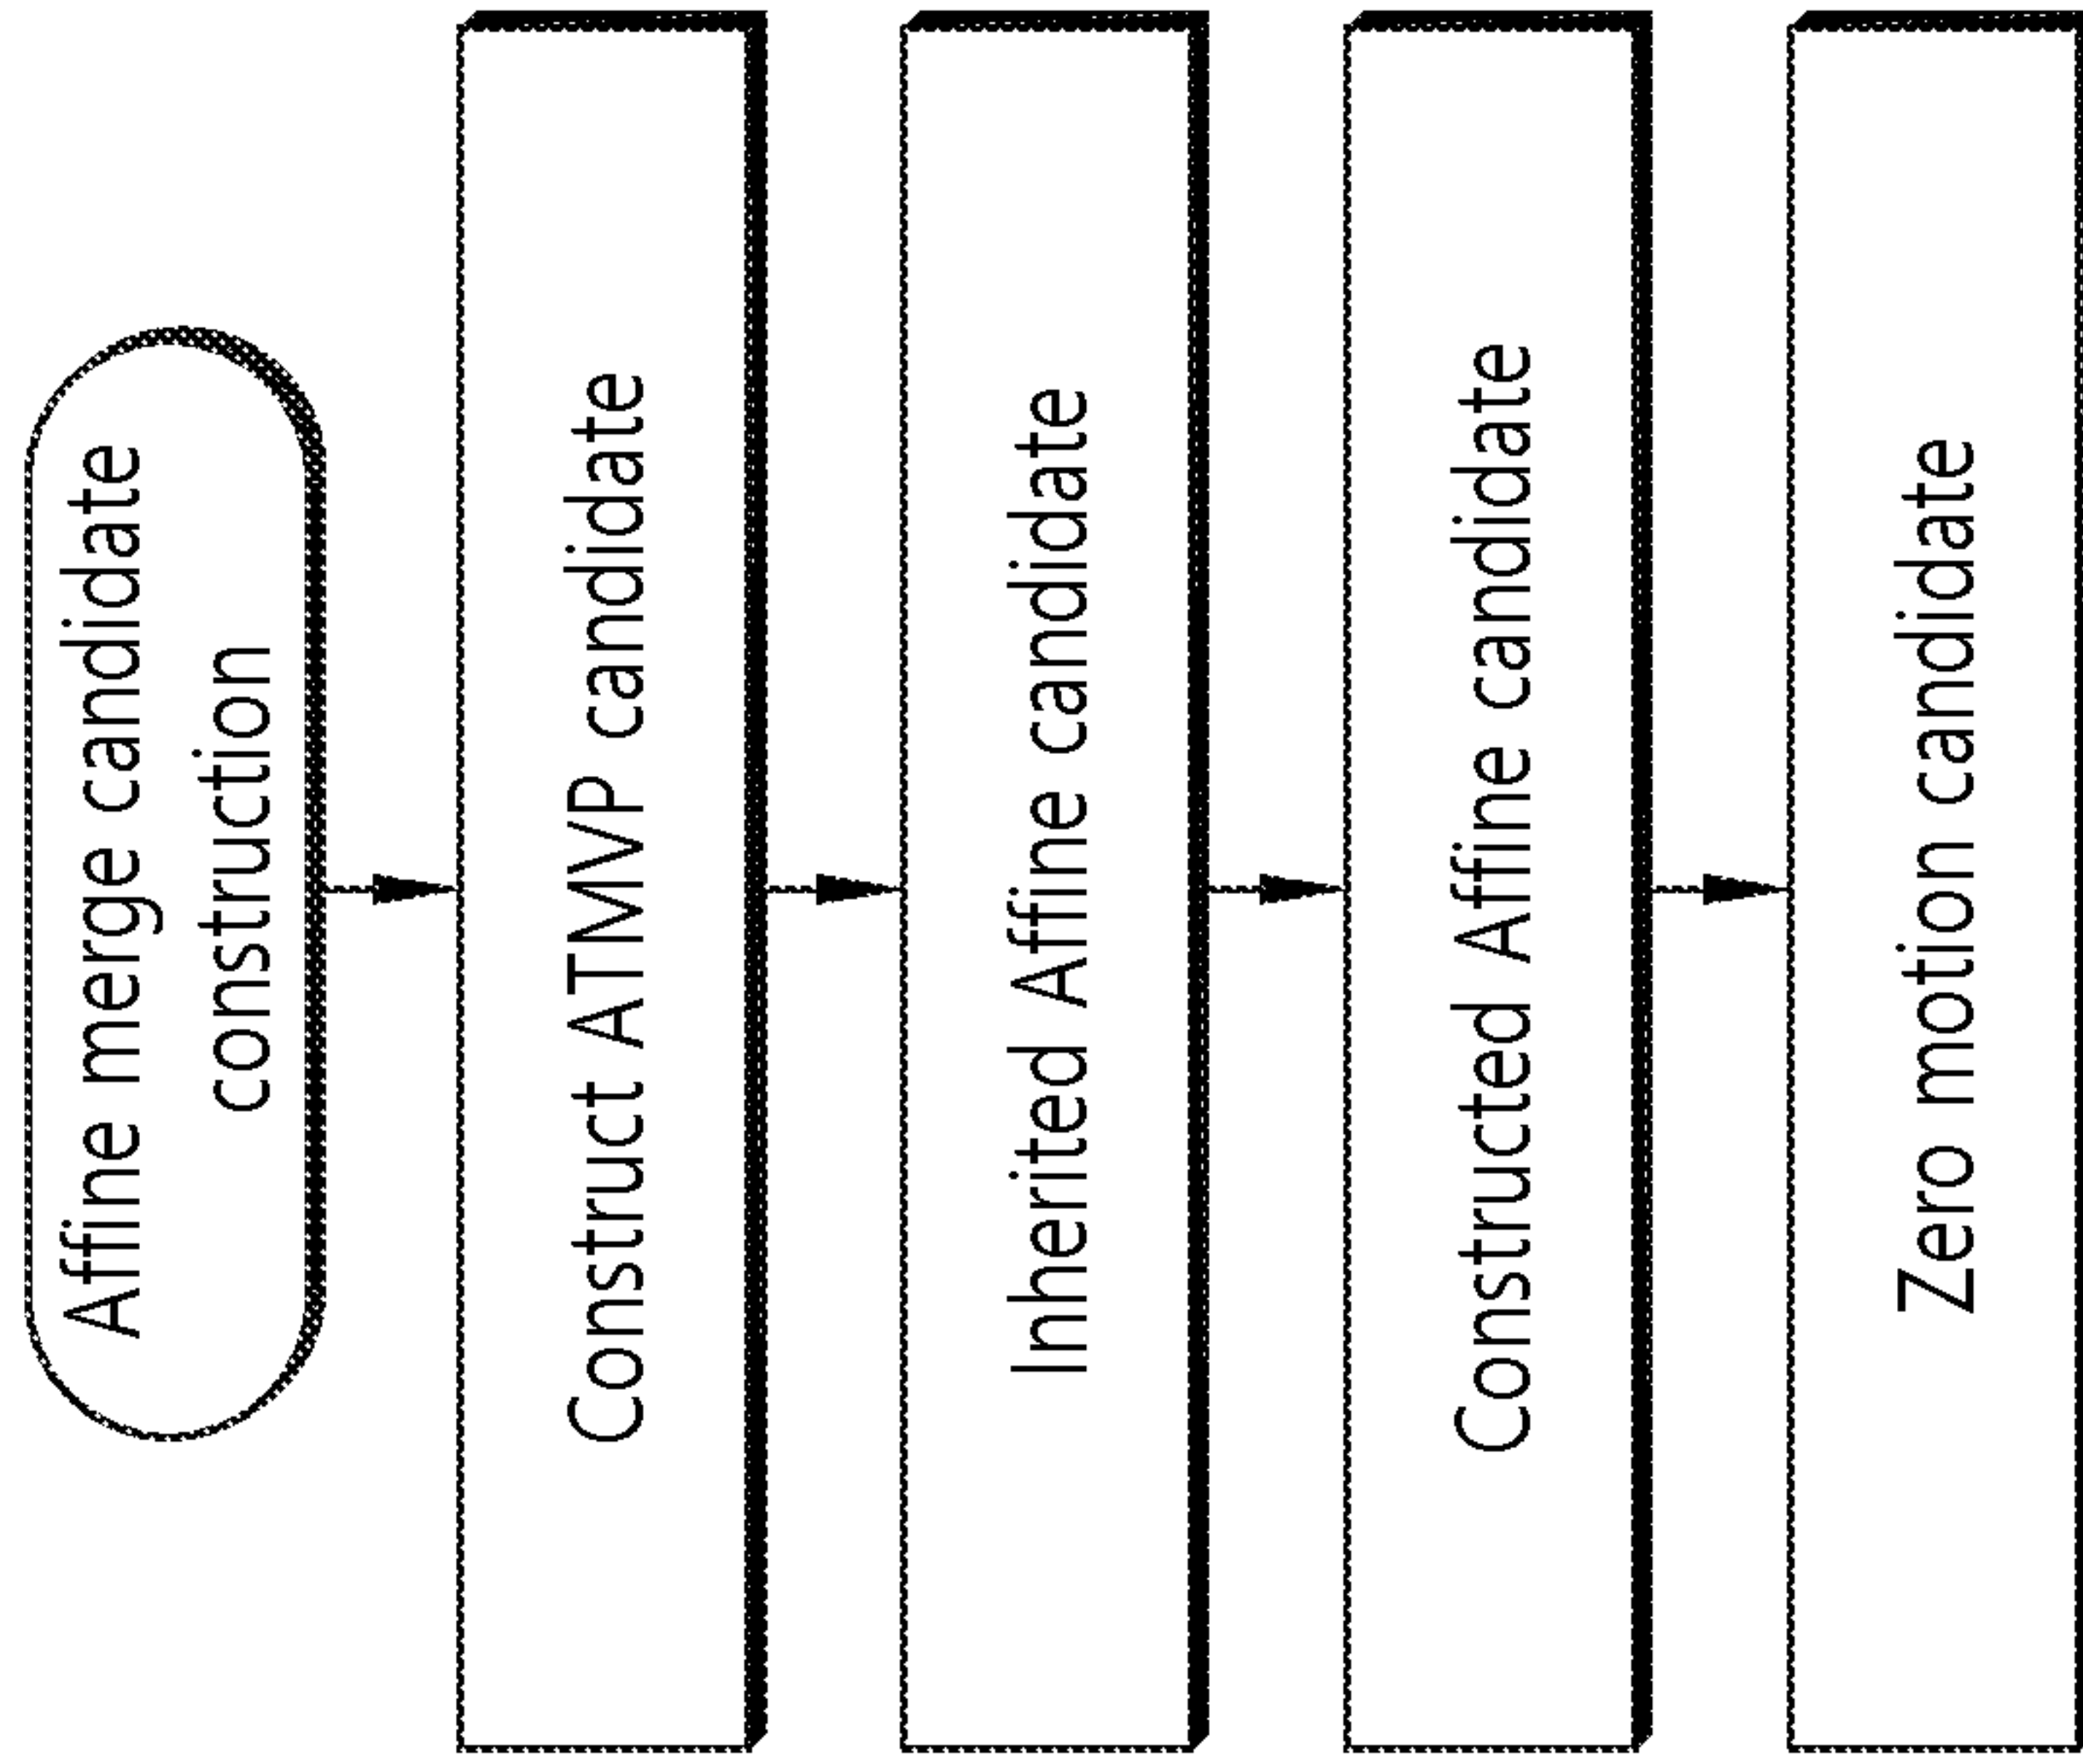 Affine merge candidate
construction
Construct ATMVP candidate
Inherited Affine candidate
Constructed Affine candidate
Zero motion candidate